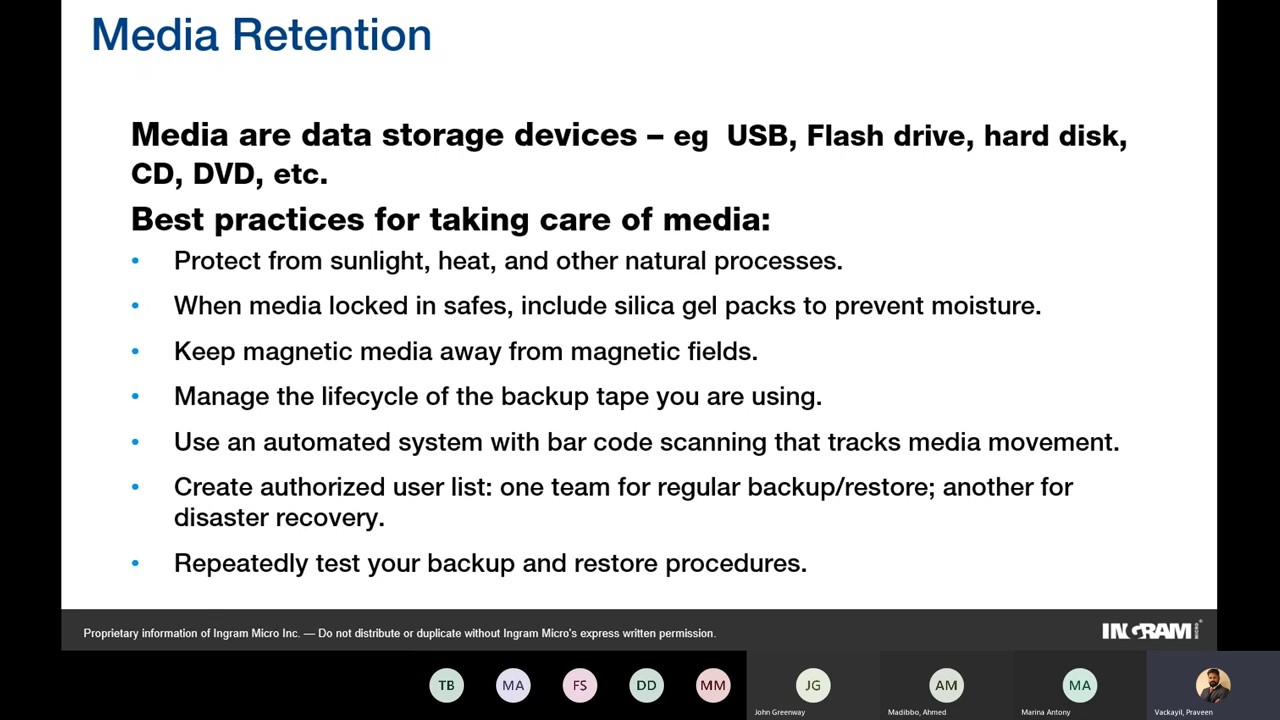 Media Retention
Media are data storage devices – eg USB, Flash drive, hard disk,
CD, DVD, etc.
Best practices for taking care of media:
• Protect from sunlight, heat, and other natural processes.
• When media locked in safes, include silica gel packs to prevent moisture.
• Keep magnetic media away from magnetic fields.
• Manage the lifecycle of the backup tape you are using.
• Use an automated system with bar code scanning that tracks media movement.
• Create authorized user list: one team for regular backup/restore; another for
disaster recovery.
• Repeatedly test your backup and restore procedures.
Proprietary information of Ingram Micro Inc. — Do not distribute or duplicate without Ingram Micro's express written permission.
INGRAM MICRO
TB MA FS DD MM JG AM MA
John Greenway Madibbo, Ahmed Marina Antony Vackayil, Praveen